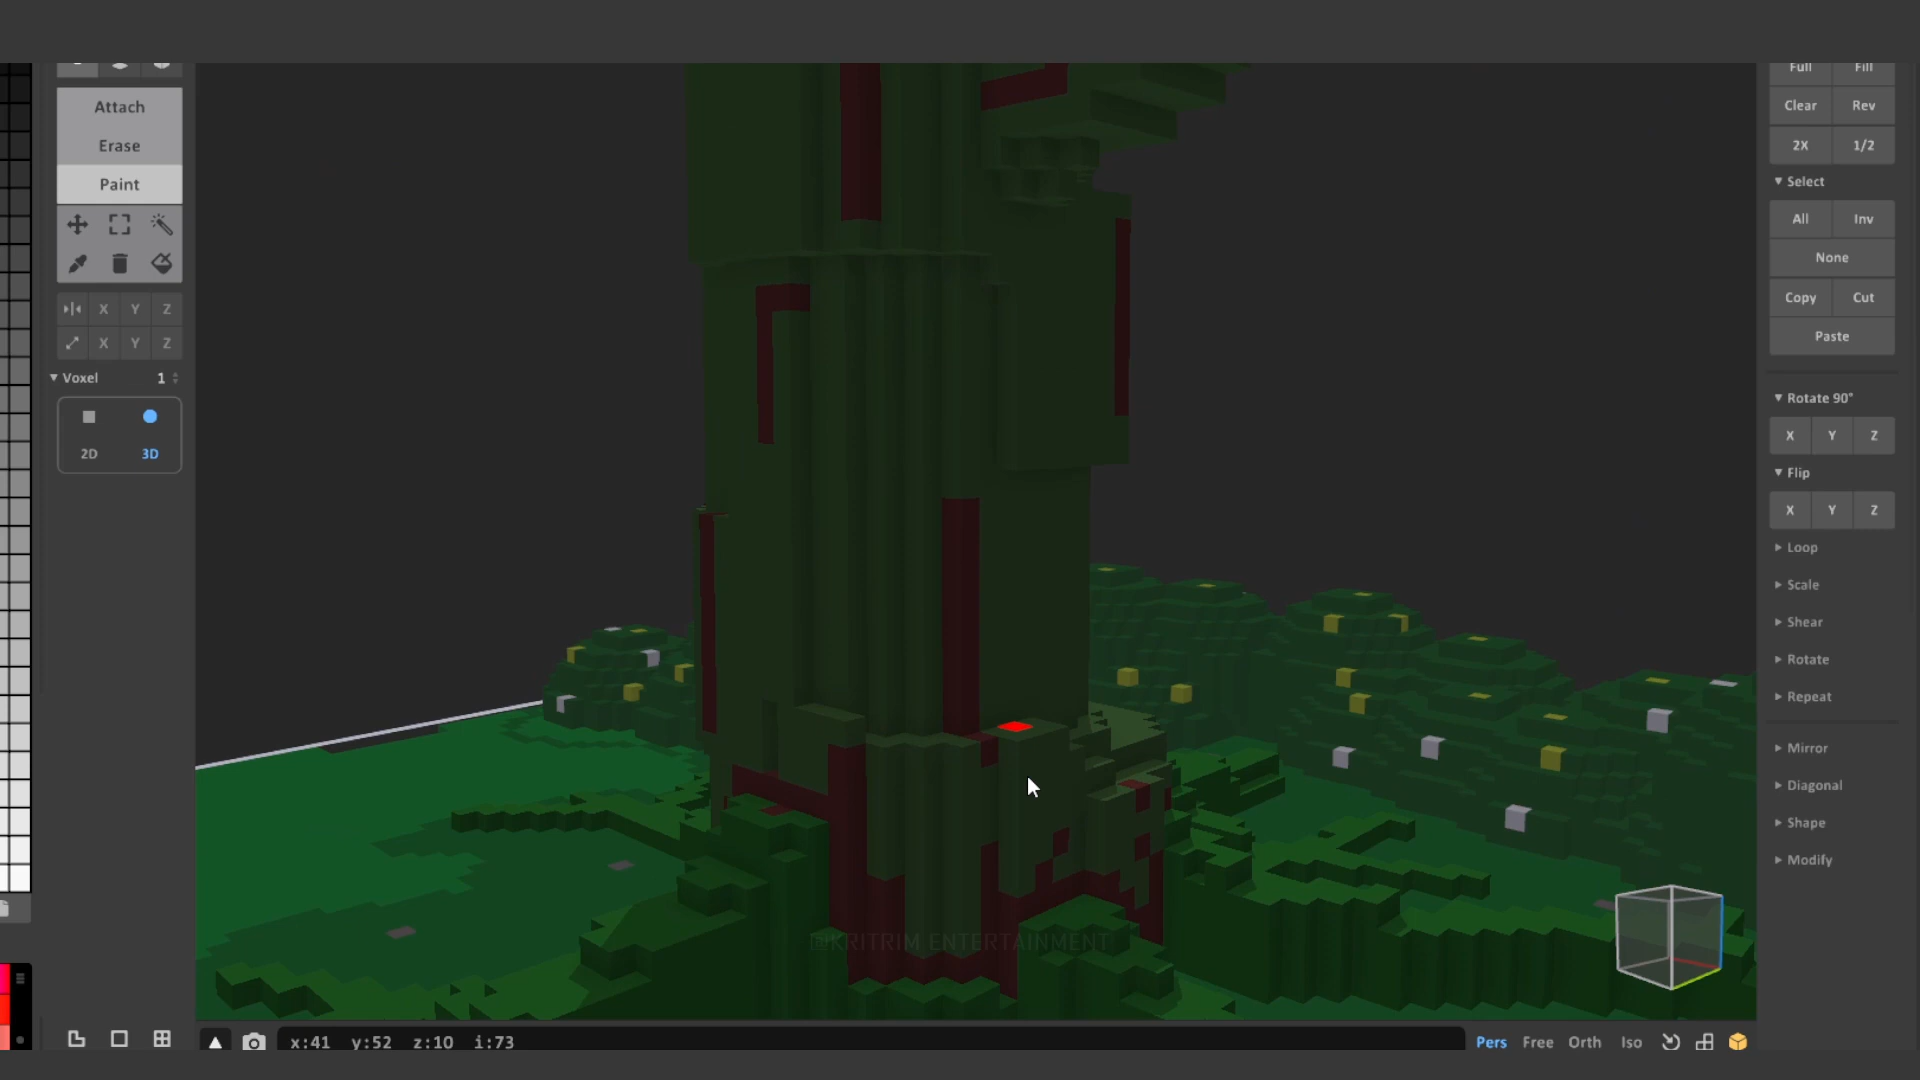 Attach
Erase
Paint
X Y Z
X Y Z
Voxel 1
2D 3D
Full Fill
Clear Rev
2X 1/2
Select
All Inv
None
Copy Cut
Paste
Rotate 90°
X Y Z
Flip
X Y Z
Loop
Scale
Shear
Rotate
Repeat
Mirror
Diagonal
Shape
Modify
@KRITRIM ENTERTAINMENT
x:41 y:52 z:10 i:73
Pers Free Orth Iso